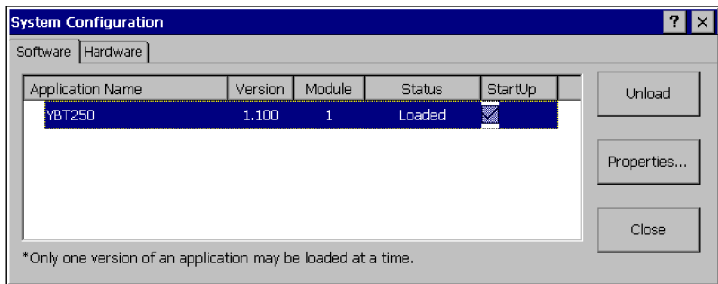 System Configuration ? ×
Software Hardware
Application Name Version Module Status StartUp
YBT250 1.100 1 Loaded
Unload
Properties...
Close
*Only one version of an application may be loaded at a time.